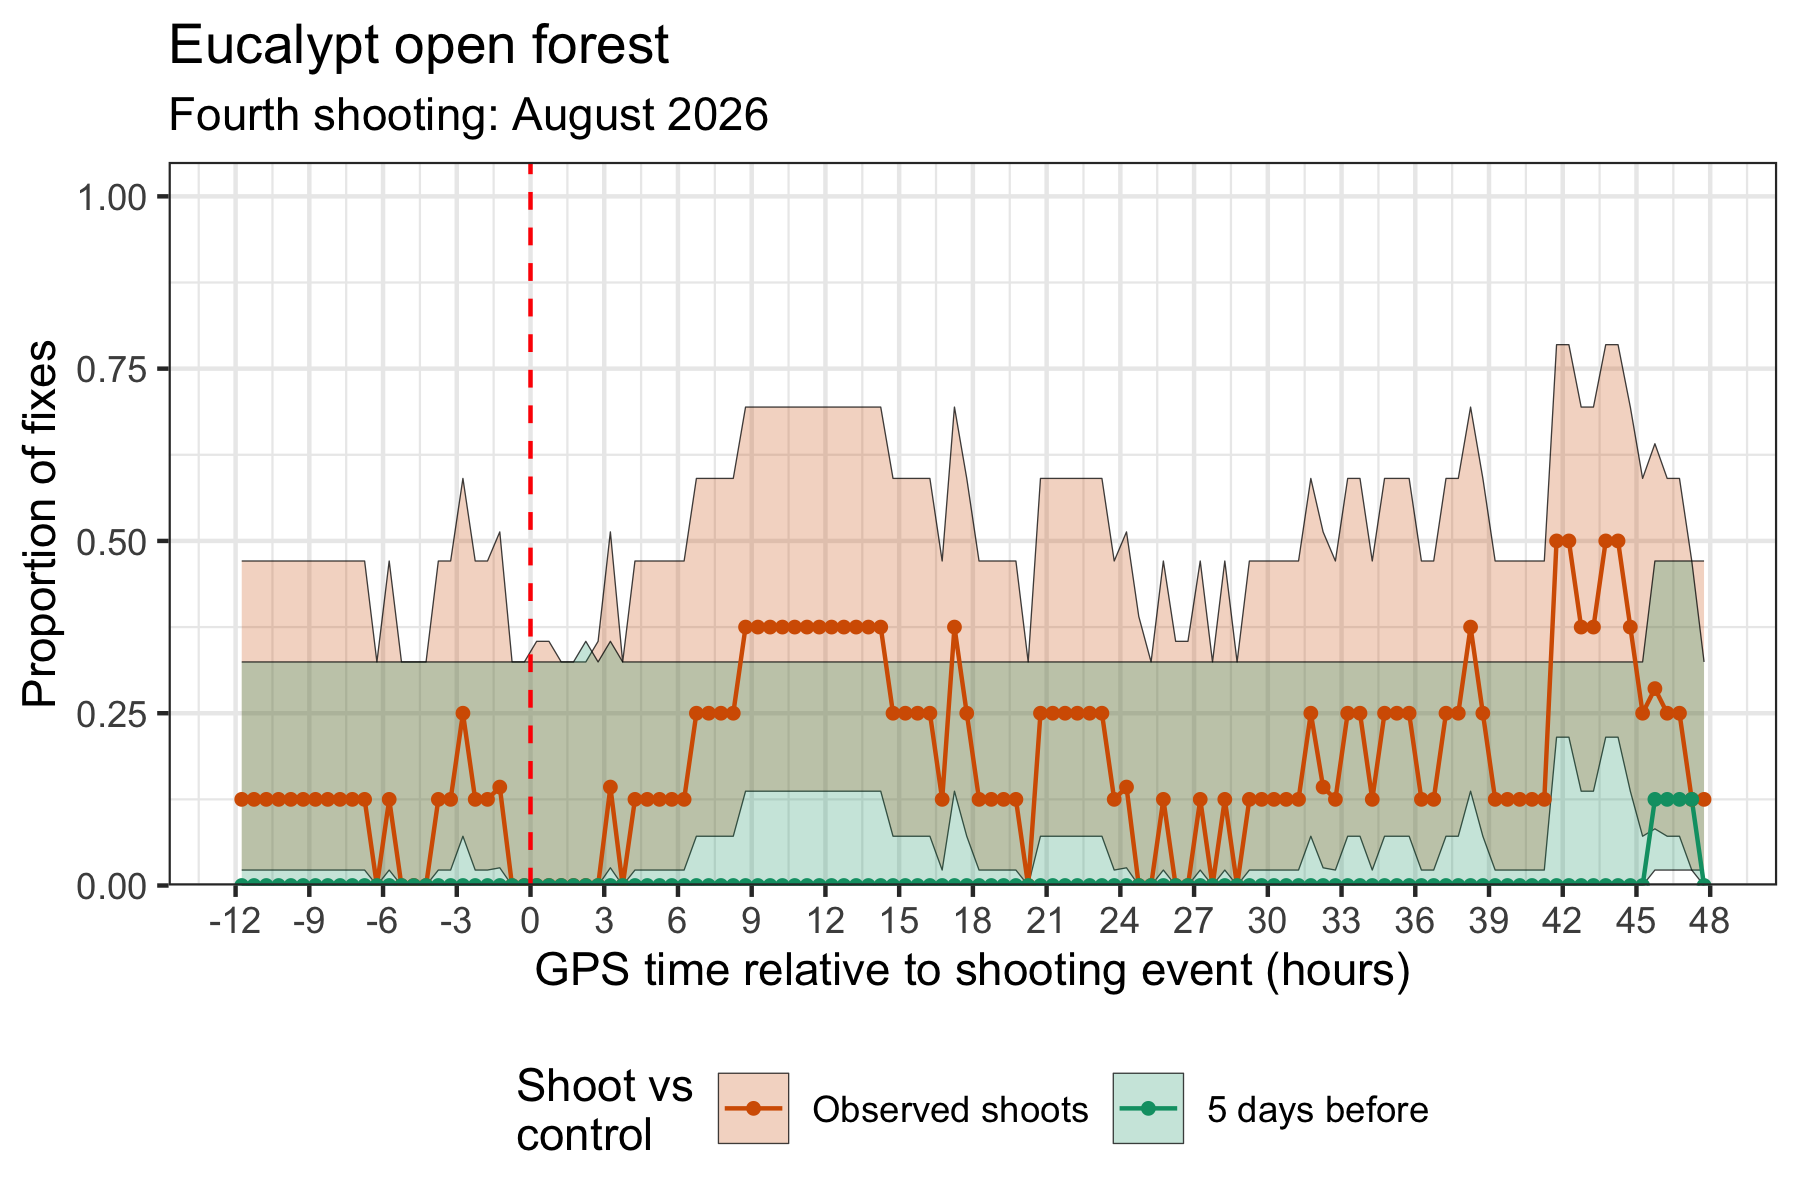 Eucalypt open forest
Fourth shooting: August 2026
1.00
0.75
0.50
0.25
0.00
Proportion of fixes
-12 -9 -6 -3 0 3 6 9 12 15 18 21 24 27 30 33 36 39 42 45 48
GPS time relative to shooting event (hours)
Shoot vs
control
Observed shoots
5 days before